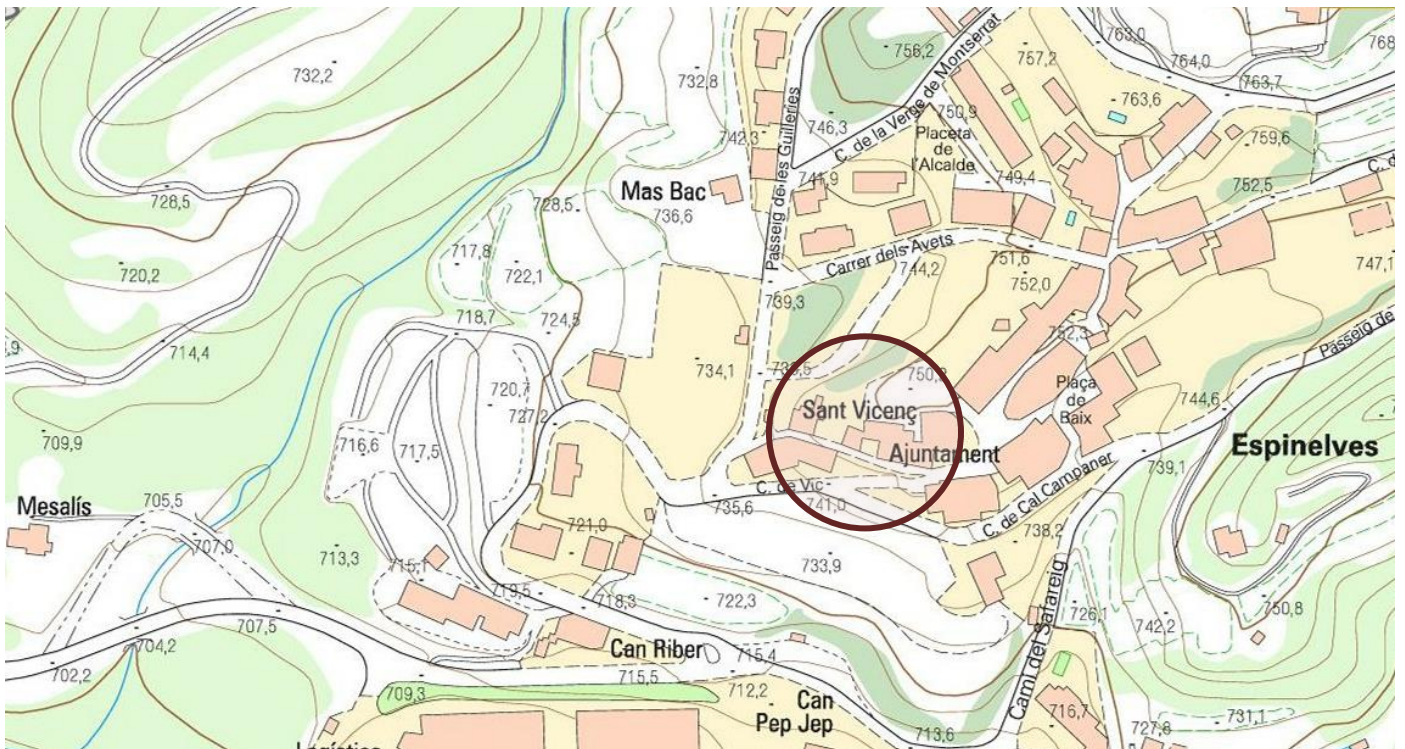 732,2
732,8
756,2
763,0
764,0
763,7
768
757,2
763,6
750,9
C. de la Verge de Montserrat
746,3
742,3
Passeig de les Guilleries
Placeta
de
l'Alcalde
759,6
752,5
C. d
749,4
741,9
Mas Bac
736,6
728,5
728,5
717,8
722,1
720,2
718,7
724,5
714,4
Carrer dels Avets
744,2
751,6
752,0
747,1
739,3
752,3
Passeig de
734,1
720,7
727,2
Plaça
de
Baix
744,6
Sant Vicenç
Ajuntament
Espinelves
709,9
716,6
717,5
739,1
C. de Vic
741,0
735,6
C. de Cal Campaner
738,2
Mesalís
705,5
707,0
713,3
721,0
715,1
719,5
718,3
722,3
733,9
Camí del Safareig
726,1
742,2
750,8
707,5
704,2
702,2
Can Riber
715,4
715,5
709,3
712,2
Can
Pep Jep
713,6
716,7
727,8
731,1